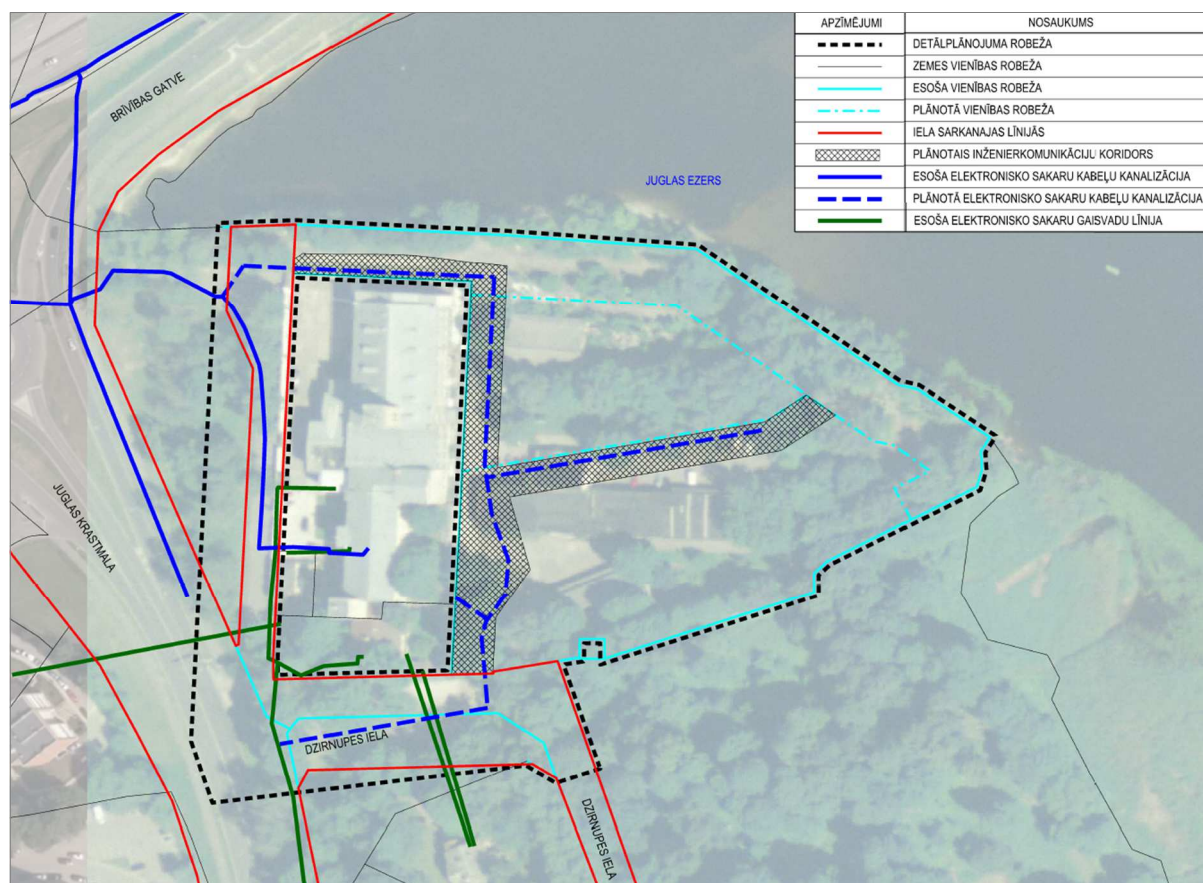 APZĪMĒJUMI NOSAUKUMS
DETĀLPLĀNOJUMA ROBEŽA
ZEMES VIENĪBAS ROBEŽA
ESOŠA VIENĪBAS ROBEŽA
PLĀNOTĀ VIENĪBAS ROBEŽA
IELA SARKANAJAS LĪNIJĀS
PLĀNOTAIS INŽENIERKOMUNIKĀCIJU KORIDORS
ESOŠA ELEKTRONISKO SAKARU KABEĻU KANALIZĀCIJA
PLĀNOTĀ ELEKTRONISKO SAKARU KABEĻU KANALIZĀCIJA
ESOŠA ELEKTRONISKO SAKARU GAISVADU LĪNIJA
BRĪVĪBAS GATVE
JUGLAS EZERS
JUGLAS KRASTMALA
DZIRNUPES IELA
DZIRNUPES IELA